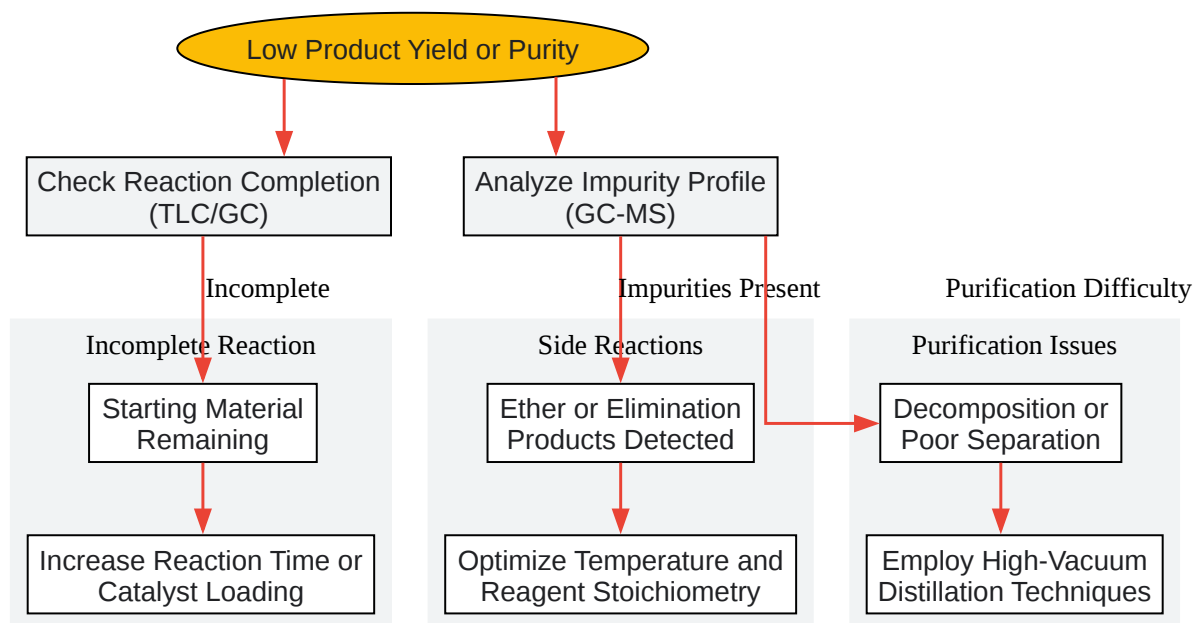 Low Product Yield or Purity
Check Reaction Completion
(TLC/GC)
Analyze Impurity Profile
(GC-MS)
Incomplete
Impurities Present
Purification Difficulty
Incomplete Reaction
Side Reactions
Purification Issues
Starting Material
Remaining
Ether or Elimination
Products Detected
Decomposition or
Poor Separation
Increase Reaction Time or
Catalyst Loading
Optimize Temperature and
Reagent Stoichiometry
Employ High-Vacuum
Distillation Techniques